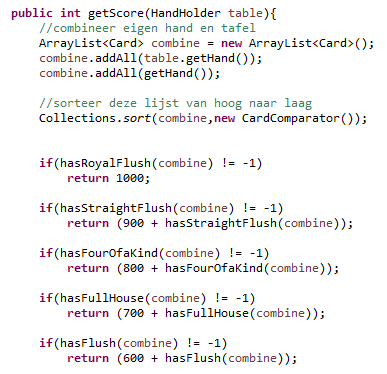 public int getScore(HandHolder table){
//combineer eigen hand en tafel
ArrayList<Card> combine = new ArrayList<Card>();
combine.addAll(table.getHand());
combine.addAll(getHand());
//sorteer deze lijst van hoog naar laag
Collections.sort(combine,new CardComparator());
if(hasRoyalFlush(combine) != -1)
return 1000;
if(hasStraightFlush(combine) != -1)
return (900 + hasStraightFlush(combine));
if(hasFourOfaKind(combine) != -1)
return (800 + hasFourOfaKind(combine));
if(hasFullHouse(combine) != -1)
return (700 + hasFullHouse(combine));
if(hasFlush(combine) != -1)
return (600 + hasFlush(combine));